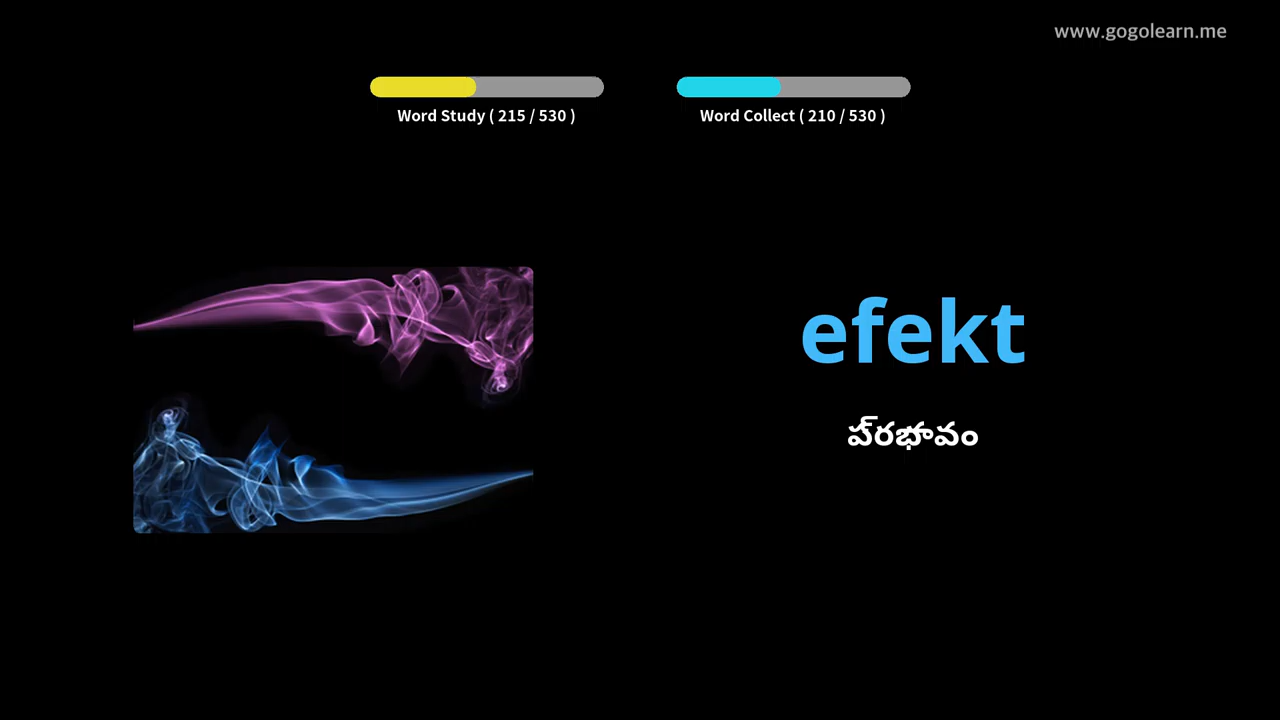 www.gogolearn.me
Word Study ( 215 / 530 )
Word Collect ( 210 / 530 )
efekt
ప్రభావం